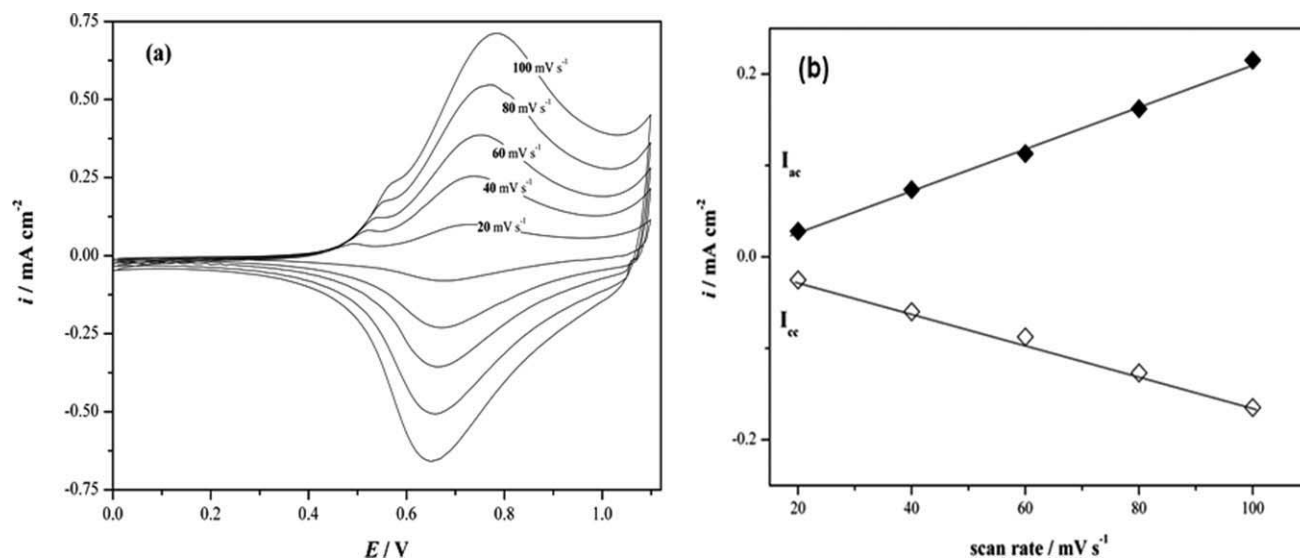 (a)
0.75
0.50
0.25
0.00
-0.25
-0.50
-0.75
i / mA cm⁻²
100 mV s⁻¹
80 mV s⁻¹
60 mV s⁻¹
40 mV s⁻¹
20 mV s⁻¹
0.0 0.2 0.4 0.6 0.8 1.0
E / V
(b)
0.2
0.0
-0.2
i / mA cm⁻²
Iac
Icc
20 40 60 80 100
scan rate / mV s⁻¹